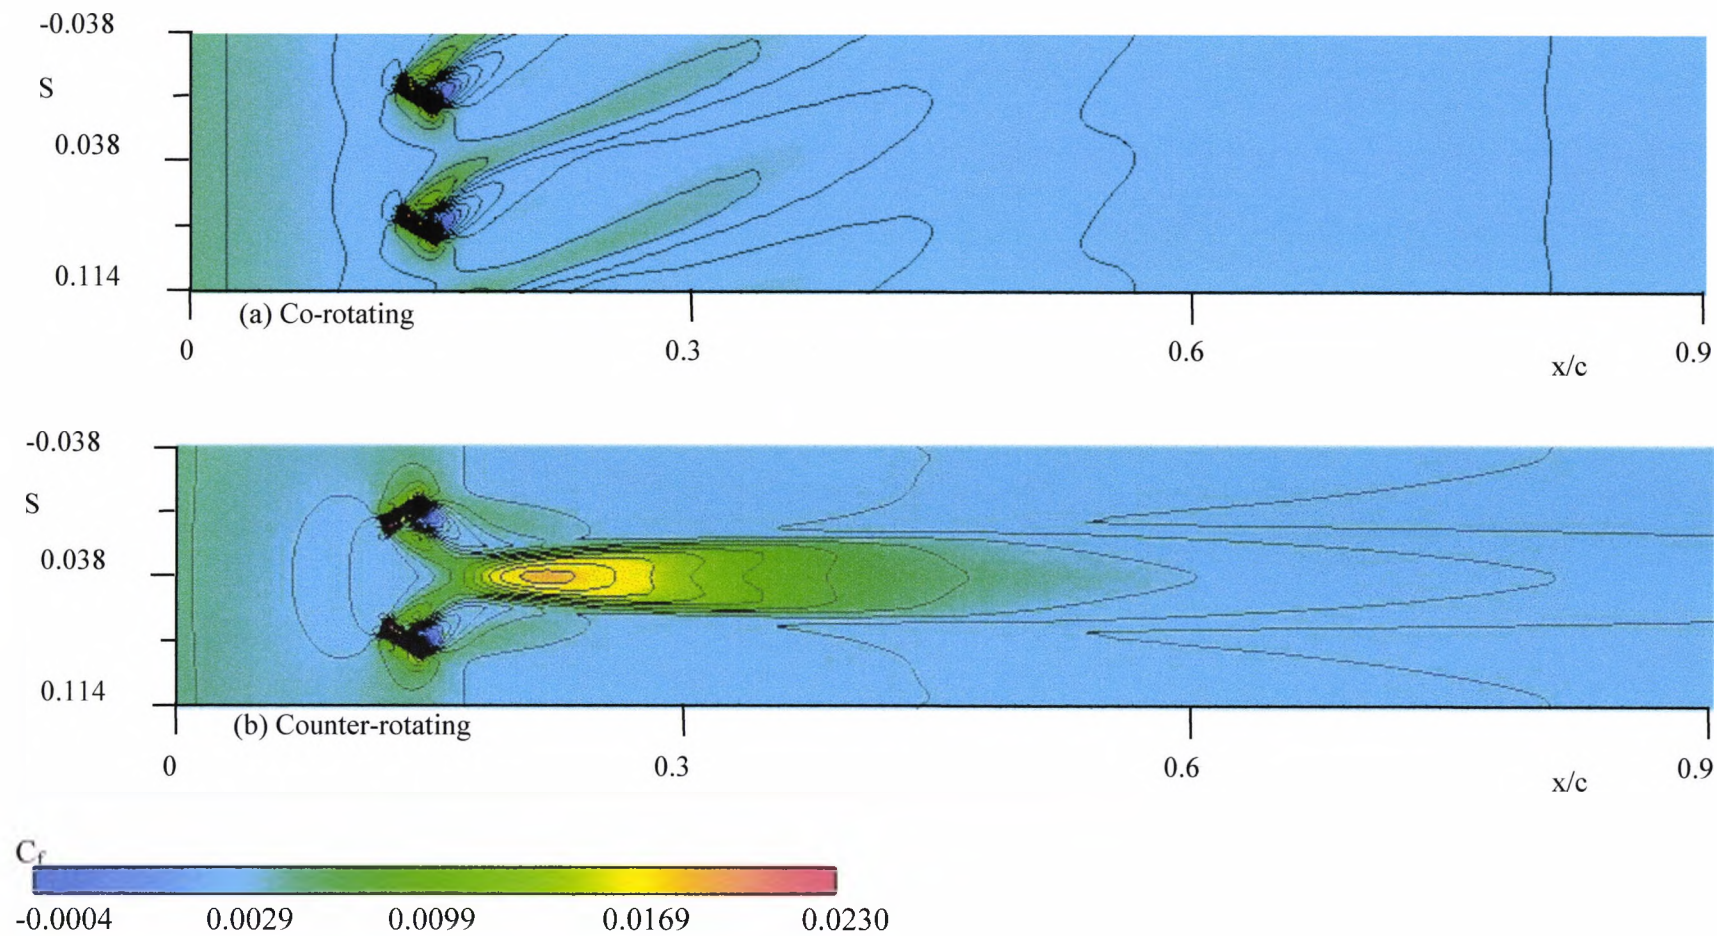 -0.038
S
0.038
0.114
(a) Co-rotating
0 0.3 0.6 0.9
x/c
-0.038
S
0.038
0.114
(b) Counter-rotating
0 0.3 0.6 0.9
x/c
Cf
-0.0004 0.0029 0.0099 0.0169 0.0230